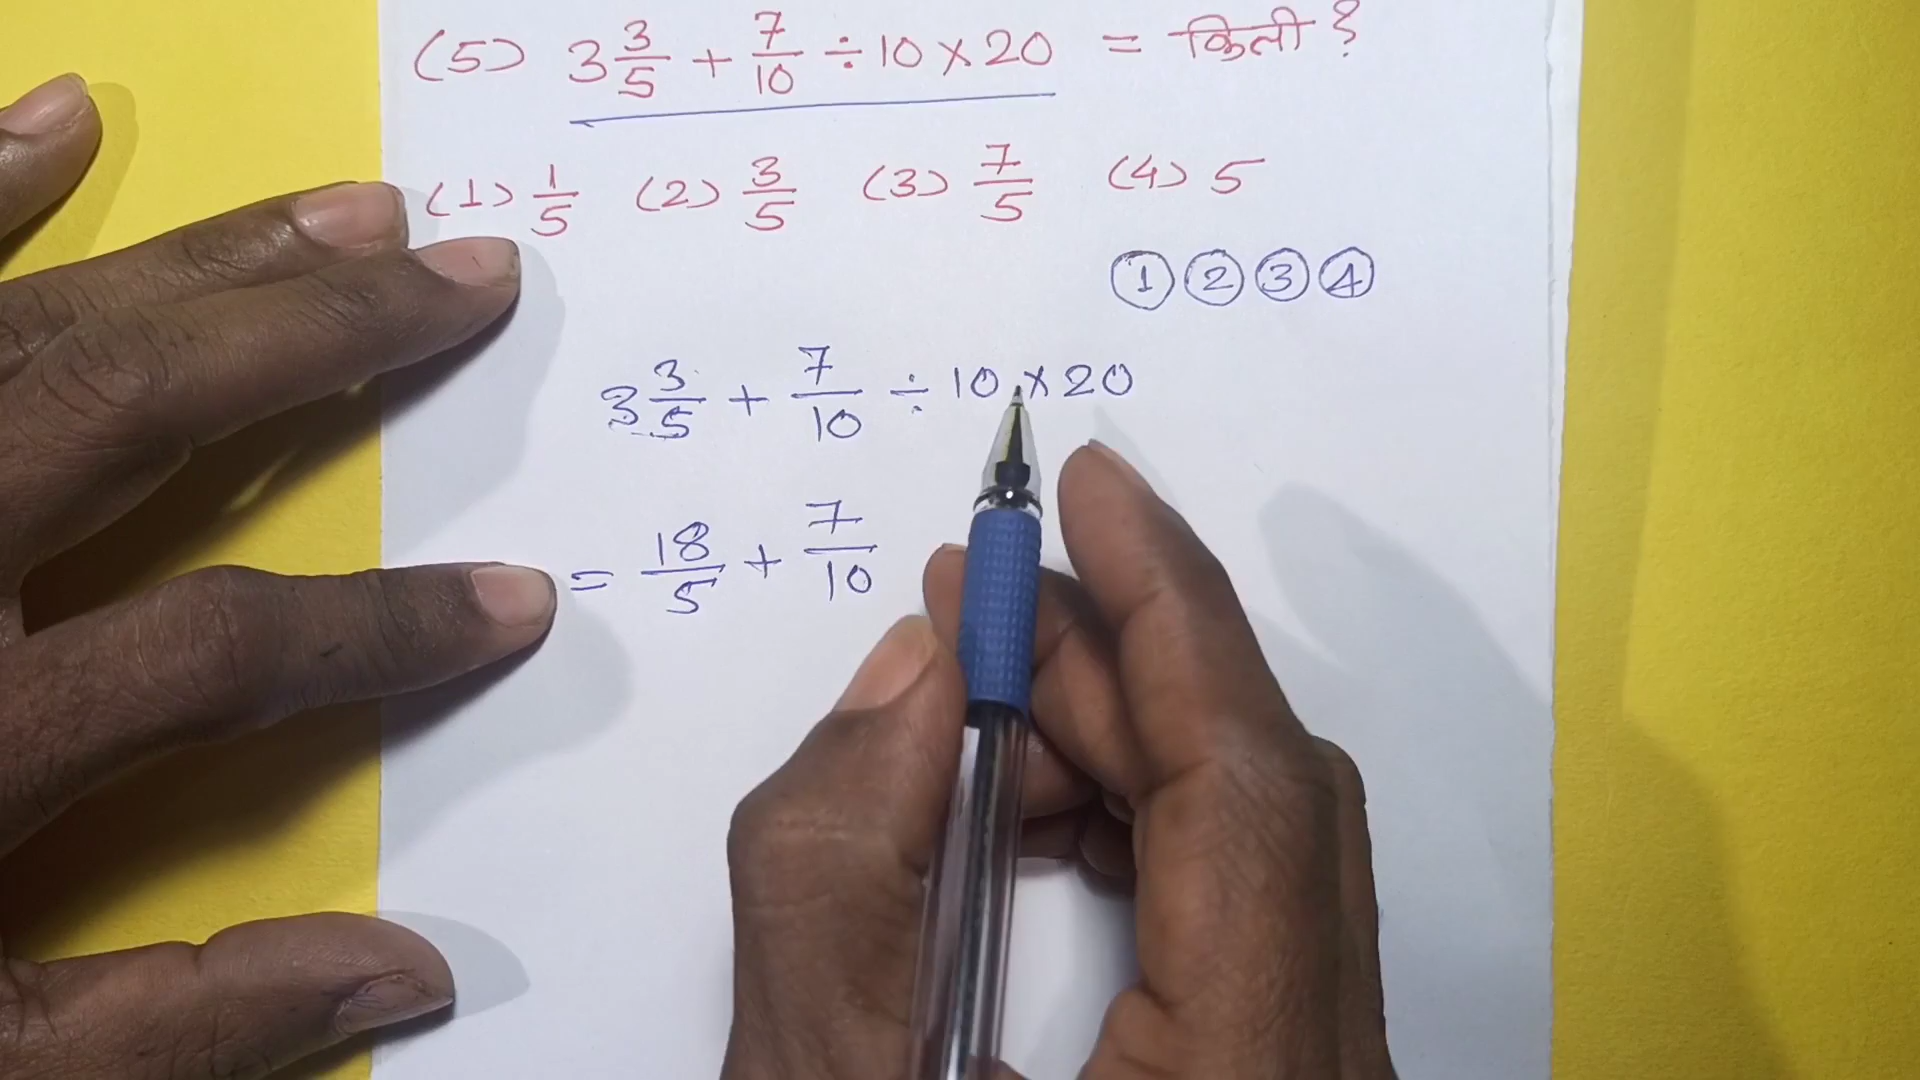 (5) 3 3/5 + 7/10 ÷ 10 × 20 = किती ?
(1) 1/5 (2) 3/5 (3) 7/5 (4) 5
① ② ③ ④
3 3/5 + 7/10 ÷ 10 × 20
= 18/5 + 7/10